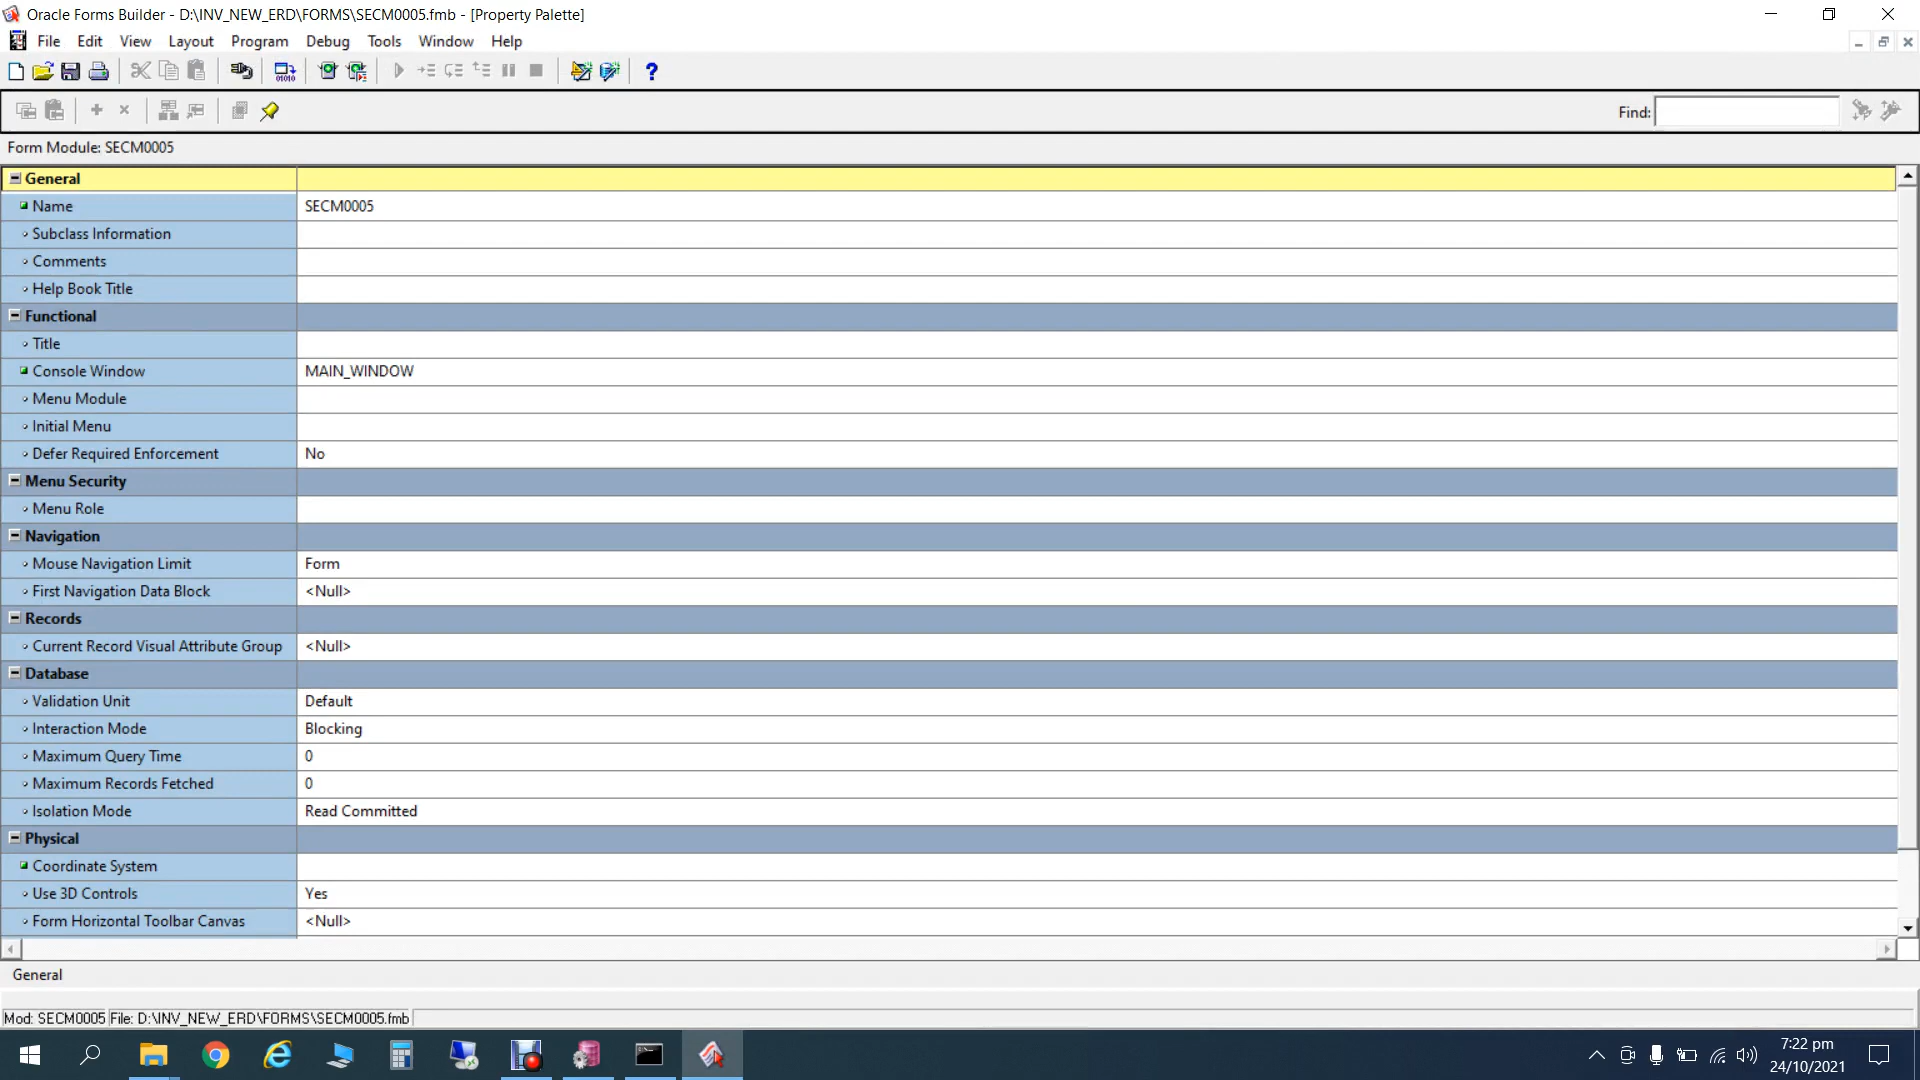 Oracle Forms Builder - D:\INV_NEW_ERD\FORMS\SECM0005.fmb - [Property Palette]
File Edit View Layout Program Debug Tools Window Help
Find:
Form Module: SECM0005
General
Name SECM0005
Subclass Information
Comments
Help Book Title
Functional
Title
Console Window MAIN_WINDOW
Menu Module
Initial Menu
Defer Required Enforcement No
Menu Security
Menu Role
Navigation
Mouse Navigation Limit Form
First Navigation Data Block <Null>
Records
Current Record Visual Attribute Group <Null>
Database
Validation Unit Default
Interaction Mode Blocking
Maximum Query Time 0
Maximum Records Fetched 0
Isolation Mode Read Committed
Physical
Coordinate System
Use 3D Controls Yes
Form Horizontal Toolbar Canvas <Null>
General
Mod: SECM0005 File: D:\INV_NEW_ERD\FORMS\SECM0005.fmb
7:22 pm
24/10/2021